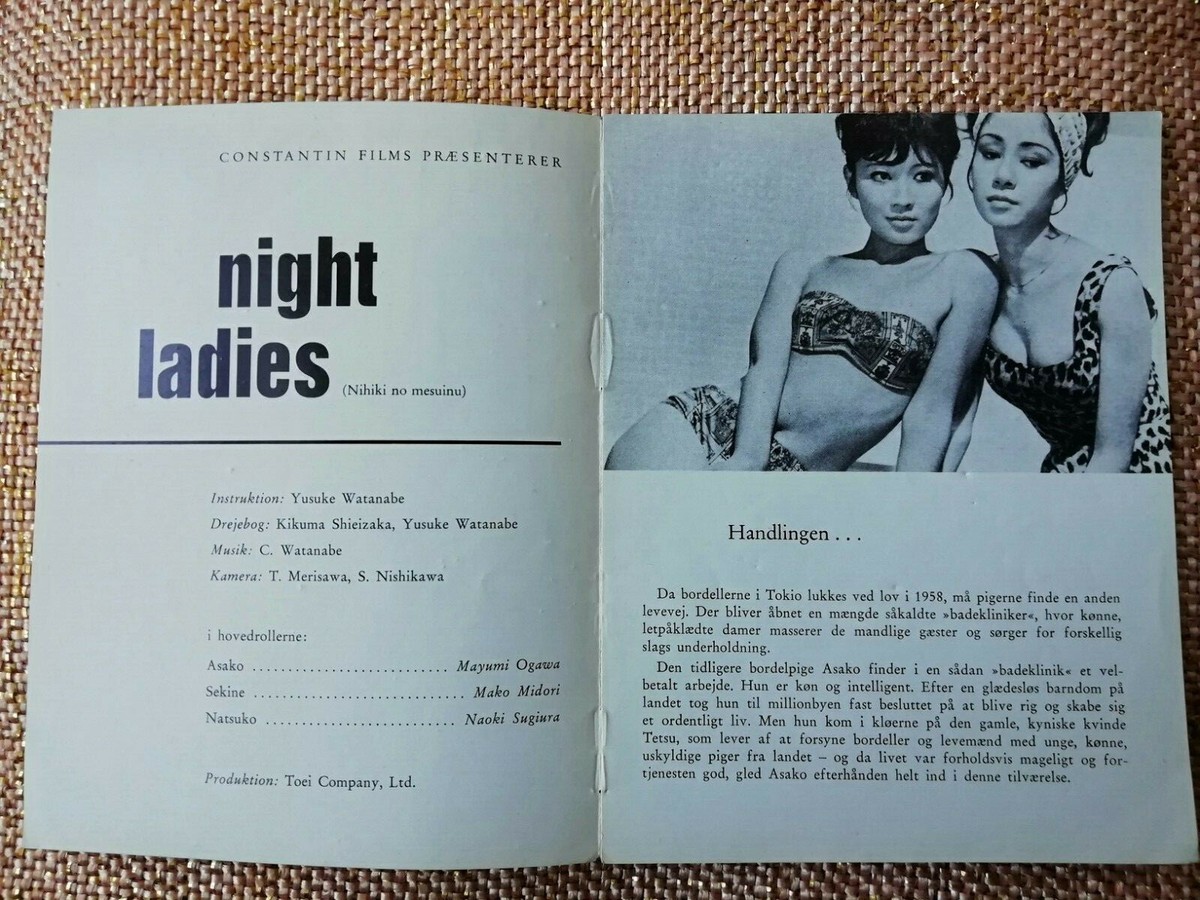 CONSTANTIN FILMS PRÆSENTERER
night
ladies (Nihiki no mesuinu)
Instruktion: Yusuke Watanabe
Drejebog: Kikuma Shieizaka, Yusuke Watanabe
Musik: C. Watanabe
Kamera: T. Merisawa, S. Nishikawa
i hovedrollerne:
Asako ........................... Mayumi Ogawa
Sekine ............................. Mako Midori
Natsuko .......................... Naoki Sugiura
Produktion: Toei Company, Ltd.
Handlingen . . .
Da bordellerne i Tokio lukkes ved lov i 1958, må pigerne finde en anden
levevej. Der bliver åbnet en mængde såkaldte »badekliniker«, hvor kønne,
letpåklædte damer masserer de mandlige gæster og sørger for forskellig
slags underholdning.
Den tidligere bordelpige Asako finder i en sådan »badeklinik« et vel-
betalt arbejde. Hun er køn og intelligent. Efter en glædesløs barndom på
landet tog hun til millionbyen fast besluttet på at blive rig og skabe sig
et ordentligt liv. Men hun kom i kløerne på den gamle, kyniske kvinde
Tetsu, som lever af at forsyne bordeller og levemænd med unge, kønne,
uskyldige piger fra landet – og da livet var forholdsvis mageligt og for-
tjenesten god, gled Asako efterhånden helt ind i denne tilværelse.